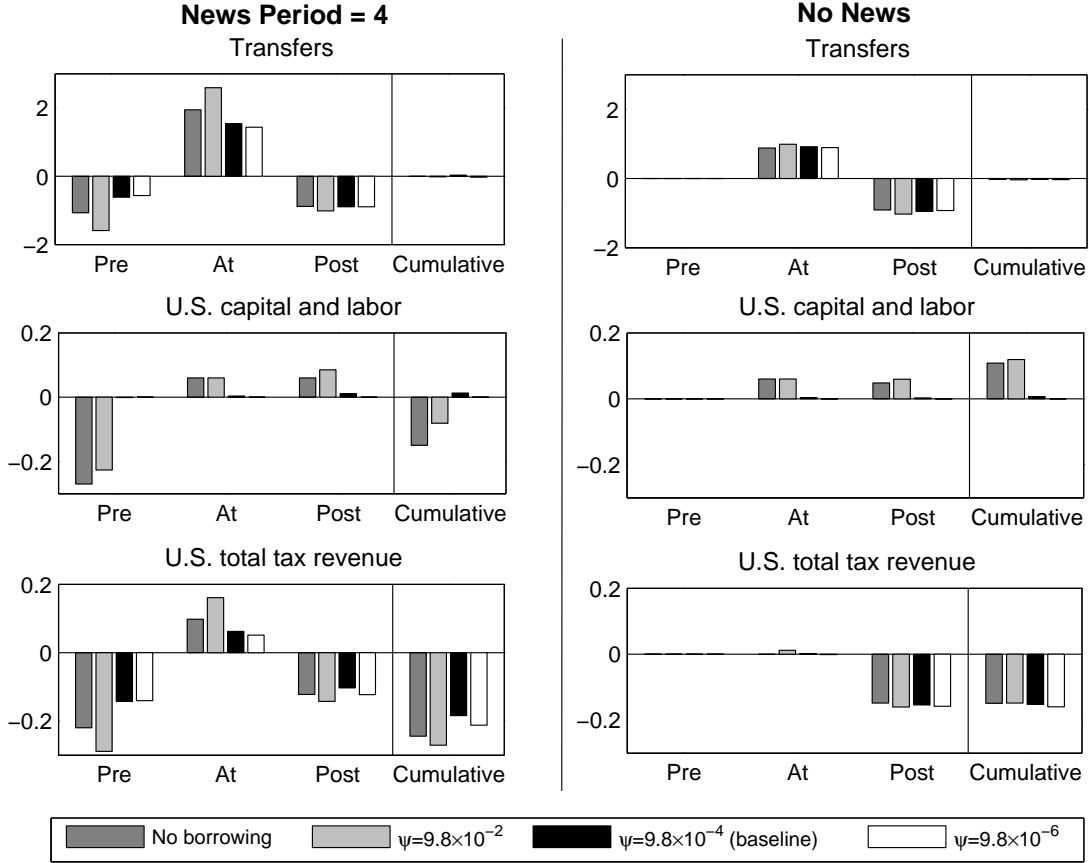 News Period = 4
Transfers
2
0
−2
Pre At Post Cumulative
U.S. capital and labor
0.2
0
−0.2
Pre At Post Cumulative
U.S. total tax revenue
0.2
0
−0.2
Pre At Post Cumulative
No News
Transfers
2
0
−2
Pre At Post Cumulative
U.S. capital and labor
0.2
0
−0.2
Pre At Post Cumulative
U.S. total tax revenue
0.2
0
−0.2
Pre At Post Cumulative
No borrowing ψ=9.8×10⁻² ψ=9.8×10⁻⁴ (baseline) ψ=9.8×10⁻⁶